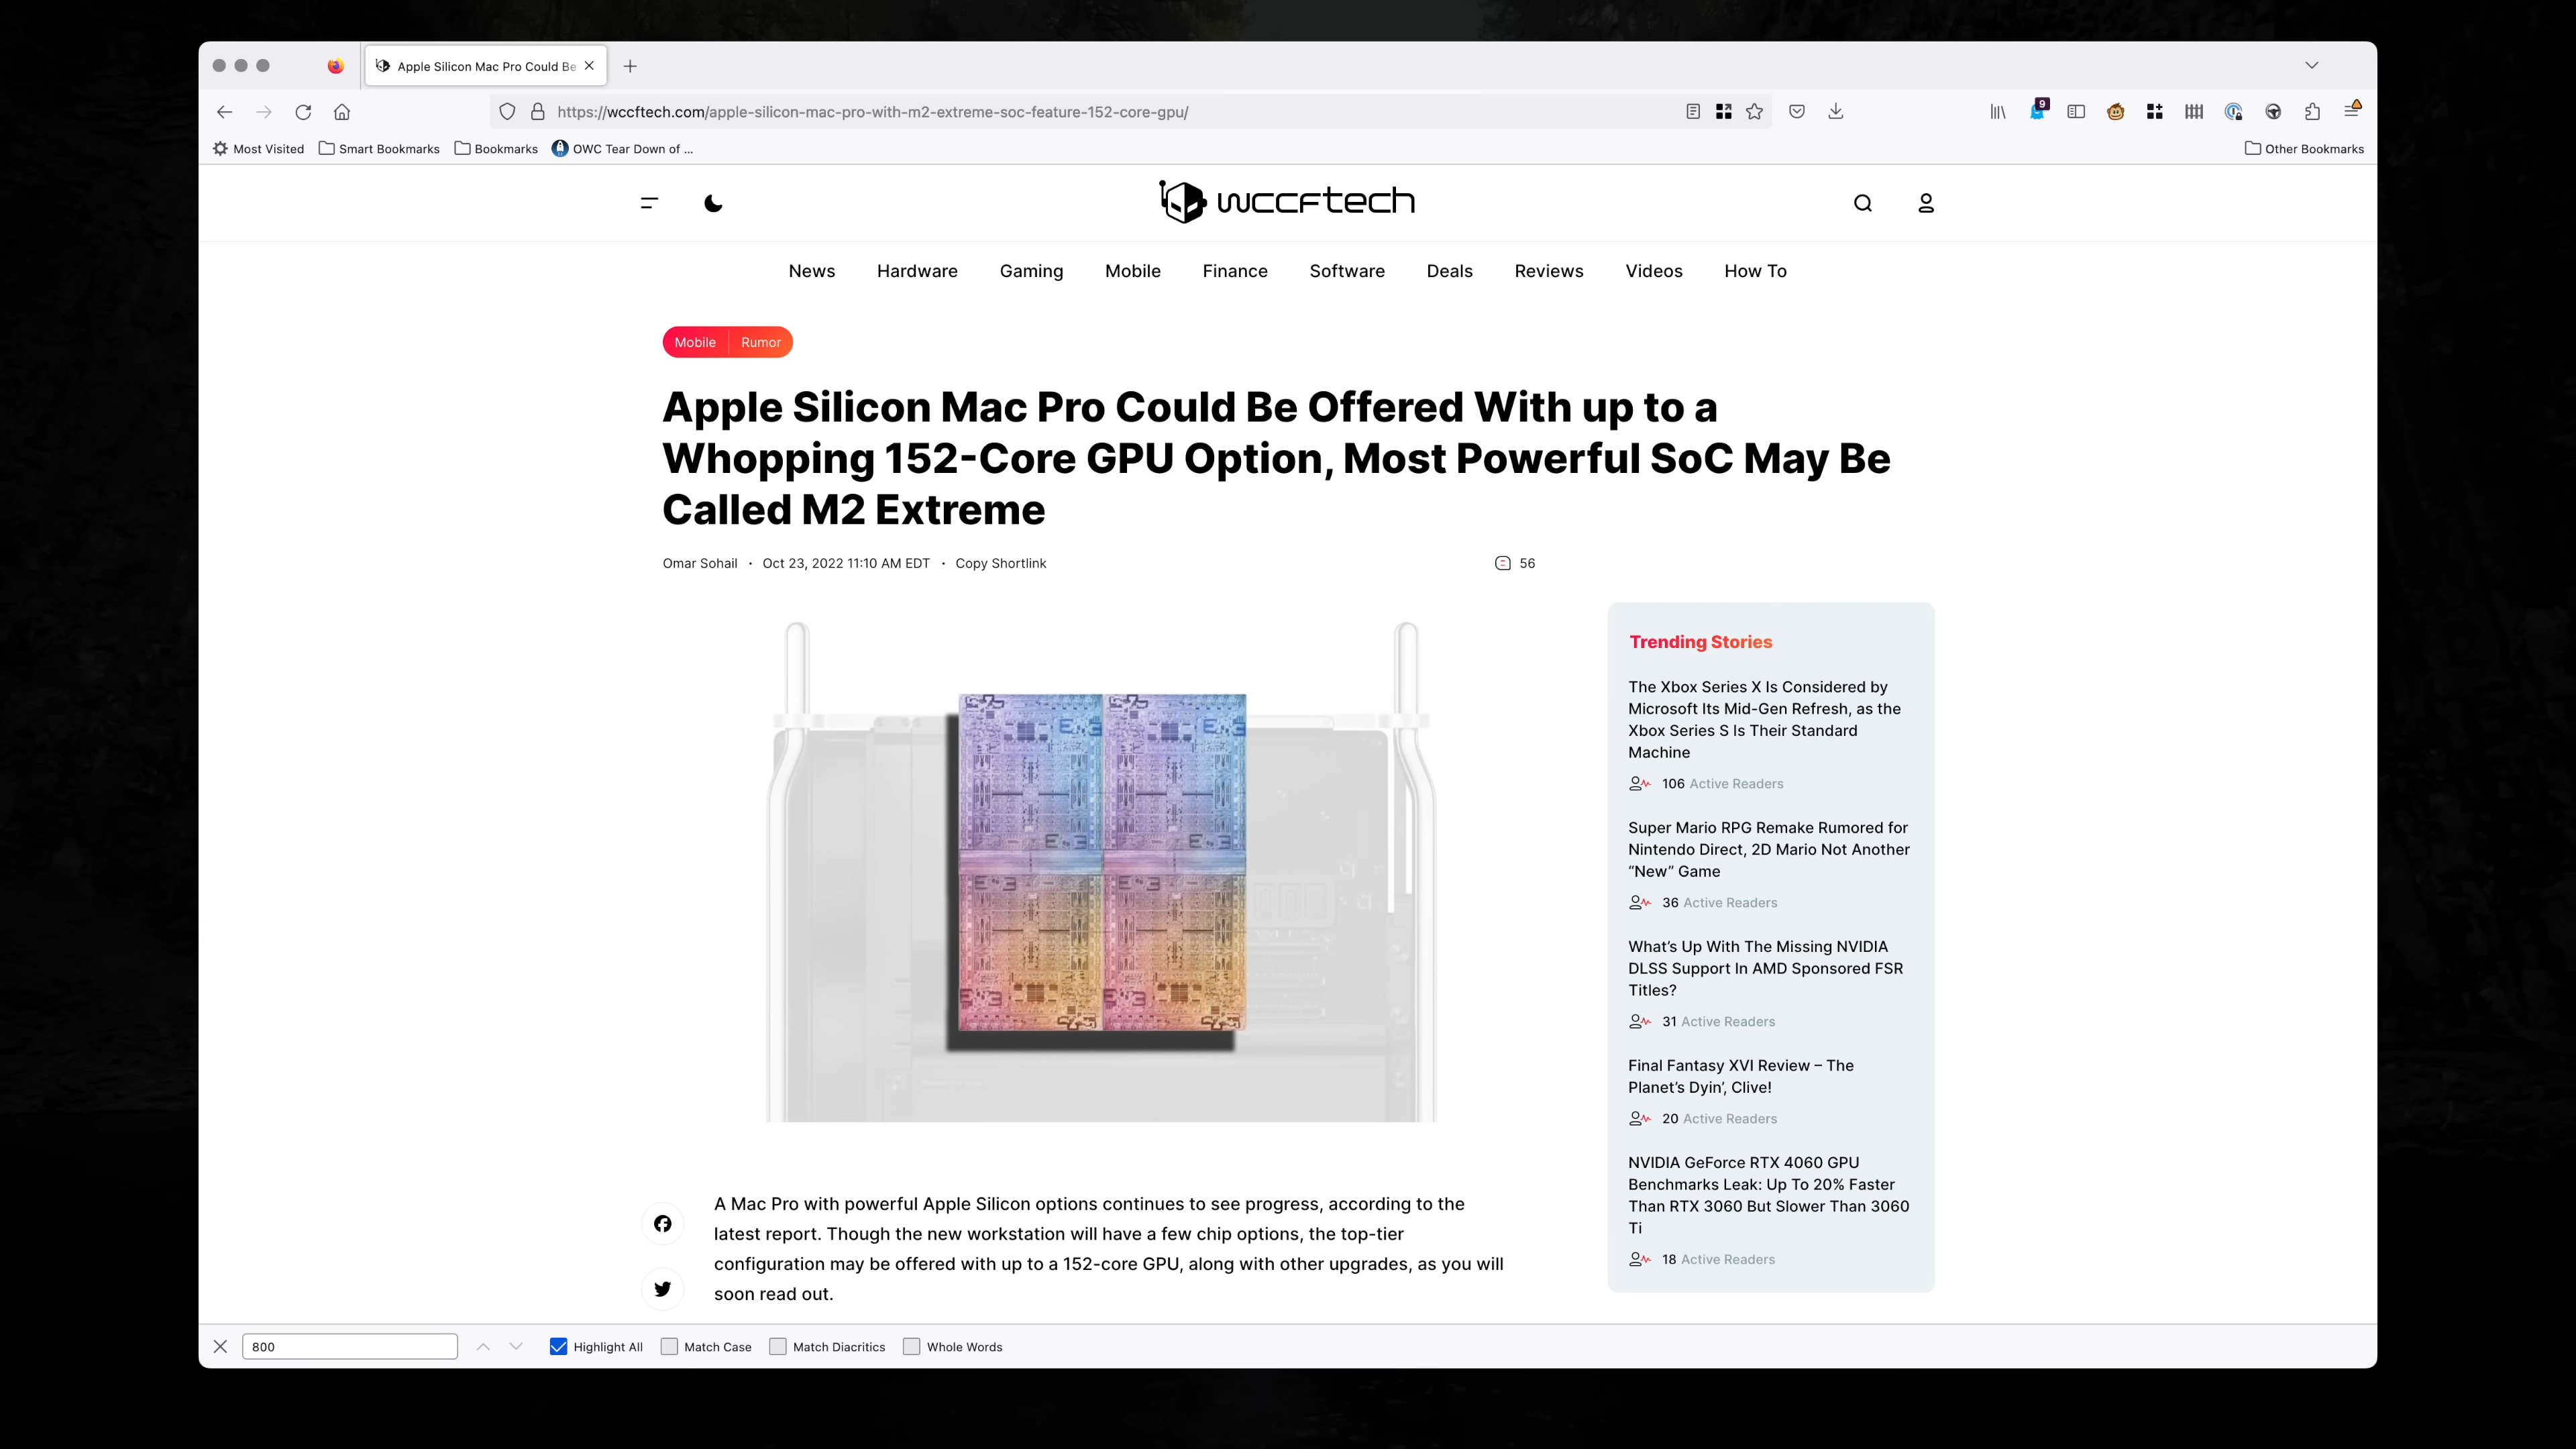 Apple Silicon Mac Pro Could Be
https://wccftech.com/apple-silicon-mac-pro-with-m2-extreme-soc-feature-152-core-gpu/
9
Most Visited
Smart Bookmarks
Bookmarks
OWC Tear Down of ...
Other Bookmarks
wccftech
News
Hardware
Gaming
Mobile
Finance
Software
Deals
Reviews
Videos
How To
Mobile
Rumor
Apple Silicon Mac Pro Could Be Offered With up to a
Whopping 152-Core GPU Option, Most Powerful SoC May Be
Called M2 Extreme
Omar Sohail • Oct 23, 2022 11:10 AM EDT • Copy Shortlink
56
A Mac Pro with powerful Apple Silicon options continues to see progress, according to the
latest report. Though the new workstation will have a few chip options, the top-tier
configuration may be offered with up to a 152-core GPU, along with other upgrades, as you will
soon read out.
Trending Stories
The Xbox Series X Is Considered by
Microsoft Its Mid-Gen Refresh, as the
Xbox Series S Is Their Standard
Machine
106 Active Readers
Super Mario RPG Remake Rumored for
Nintendo Direct, 2D Mario Not Another
“New” Game
36 Active Readers
What’s Up With The Missing NVIDIA
DLSS Support In AMD Sponsored FSR
Titles?
31 Active Readers
Final Fantasy XVI Review – The
Planet’s Dyin’, Clive!
20 Active Readers
NVIDIA GeForce RTX 4060 GPU
Benchmarks Leak: Up To 20% Faster
Than RTX 3060 But Slower Than 3060
Ti
18 Active Readers
800
Highlight All
Match Case
Match Diacritics
Whole Words